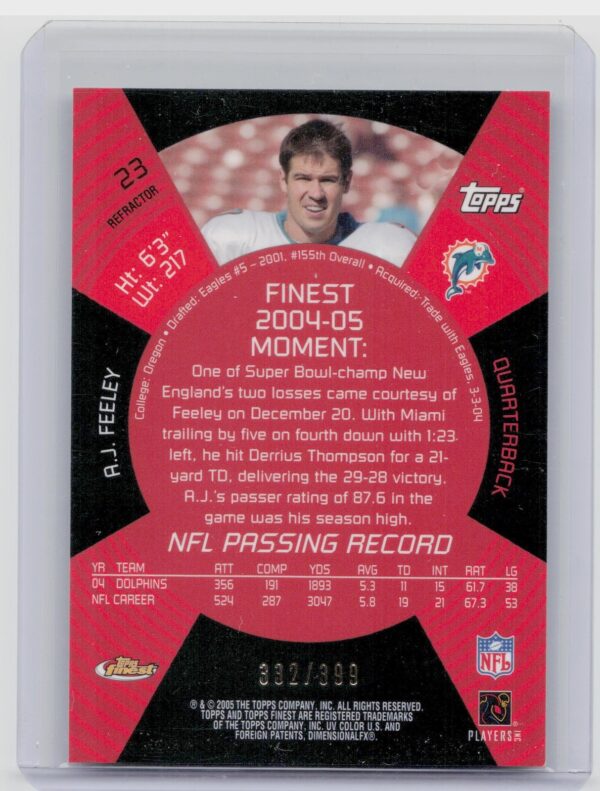 23
REFRACTOR
Ht: 6'3"
Wt: 217
TOPPS
College: Oregon • Drafted: Eagles #5 – 2001, #155th Overall • Acquired: Trade with Eagles, 3-3-04
A.J. FEELEY
QUARTERBACK
FINEST
2004-05
MOMENT:
One of Super Bowl-champ New
England's two losses came courtesy of
Feeley on December 20. With Miami
trailing by five on fourth down with 1:23
left, he hit Derrius Thompson for a 21-
yard TD, delivering the 29-28 victory.
A.J.'s passer rating of 87.6 in the
game was his season high.
NFL PASSING RECORD
YR TEAM ATT COMP YDS AVG TD INT RAT LG
04 DOLPHINS 356 191 1893 5.3 11 15 61.7 38
NFL CAREER 524 287 3047 5.8 19 21 67.3 53
332/399
Topps
finest
NFL
® & © 2005 THE TOPPS COMPANY, INC. ALL RIGHTS RESERVED.
TOPPS AND TOPPS FINEST ARE REGISTERED TRADEMARKS
OF THE TOPPS COMPANY, INC. UV COLOR U.S. AND
FOREIGN PATENTS, DIMENSIONALFX®.
PLAYERS INC